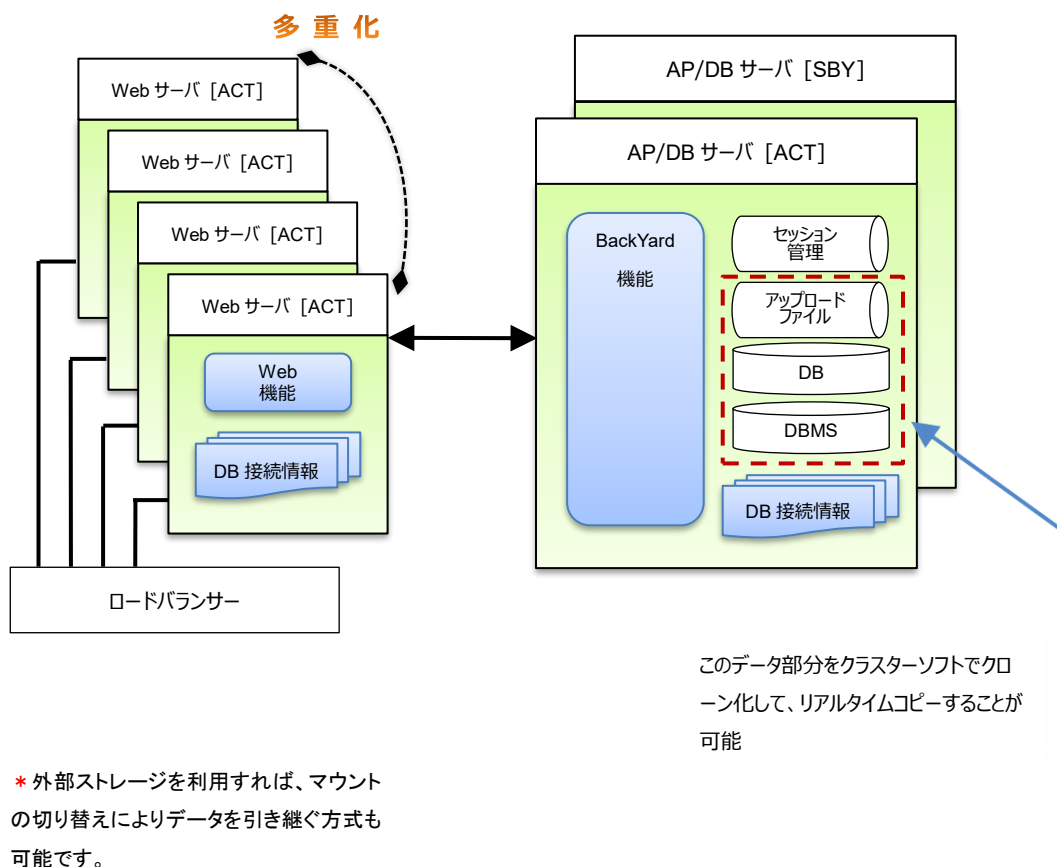 多 重 化
Web サーバ [ACT]
Web サーバ [ACT]
Web サーバ [ACT]
Web サーバ [ACT]
Web
機能
DB 接続情報
ロードバランサー
AP/DB サーバ [SBY]
AP/DB サーバ [ACT]
BackYard
機能
セッション
管理
アップロード
ファイル
DB
DBMS
DB 接続情報
このデータ部分をクラスターソフトでクロ
ーン化して、リアルタイムコピーすることが
可能
* 外部ストレージを利用すれば、マウント
の切り替えによりデータを引き継ぐ方式も
可能です。